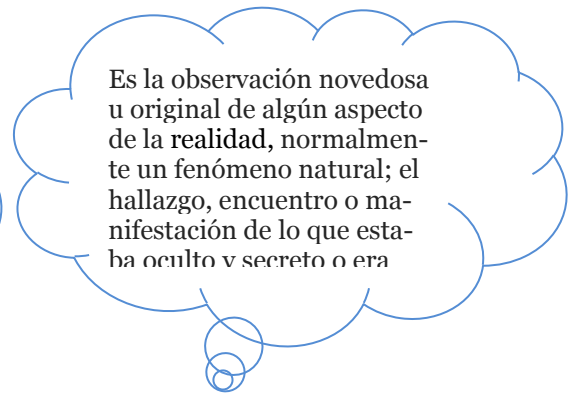 Es la observación novedosa
u original de algún aspecto
de la realidad, normalmen-
te un fenómeno natural; el
hallazgo, encuentro o ma-
nifestación de lo que esta-
ba oculto y secreto o era